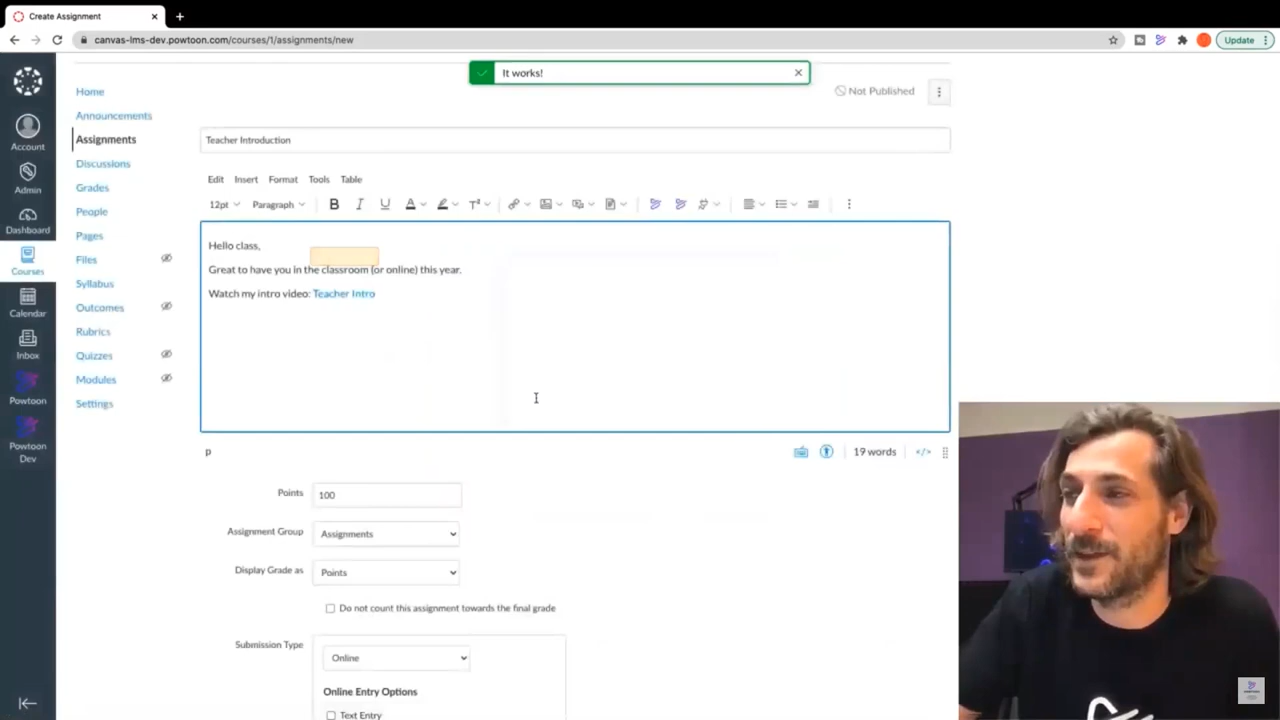 Create Assignment
canvas-lms-dev.powtoon.com/courses/1/assignments/new
Update
It works!
Not Published
Home
Announcements
Assignments
Discussions
Grades
People
Pages
Files
Syllabus
Outcomes
Rubrics
Quizzes
Modules
Settings
Account
Admin
Dashboard
Courses
Calendar
Inbox
Powtoon
Powtoon
Dev
Teacher Introduction
Edit Insert Format Tools Table
12pt Paragraph B I U A T²
Hello class,
Great to have you in the classroom (or online) this year.
Watch my intro video: Teacher Intro
p
19 words </>
Points 100
Assignment Group Assignments
Display Grade as Points
Do not count this assignment towards the final grade
Submission Type
Online
Online Entry Options
Text Entry